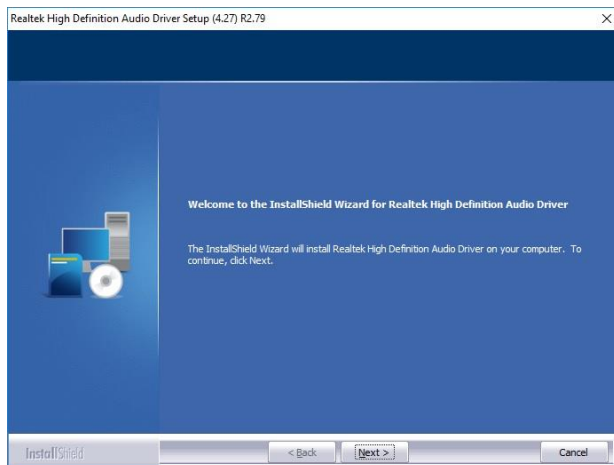 Realtek High Definition Audio Driver Setup (4.27) R2.79
Welcome to the InstallShield Wizard for Realtek High Definition Audio Driver
The InstallShield Wizard will install Realtek High Definition Audio Driver on your computer. To
continue, click Next.
InstallShield
< Back
Next >
Cancel